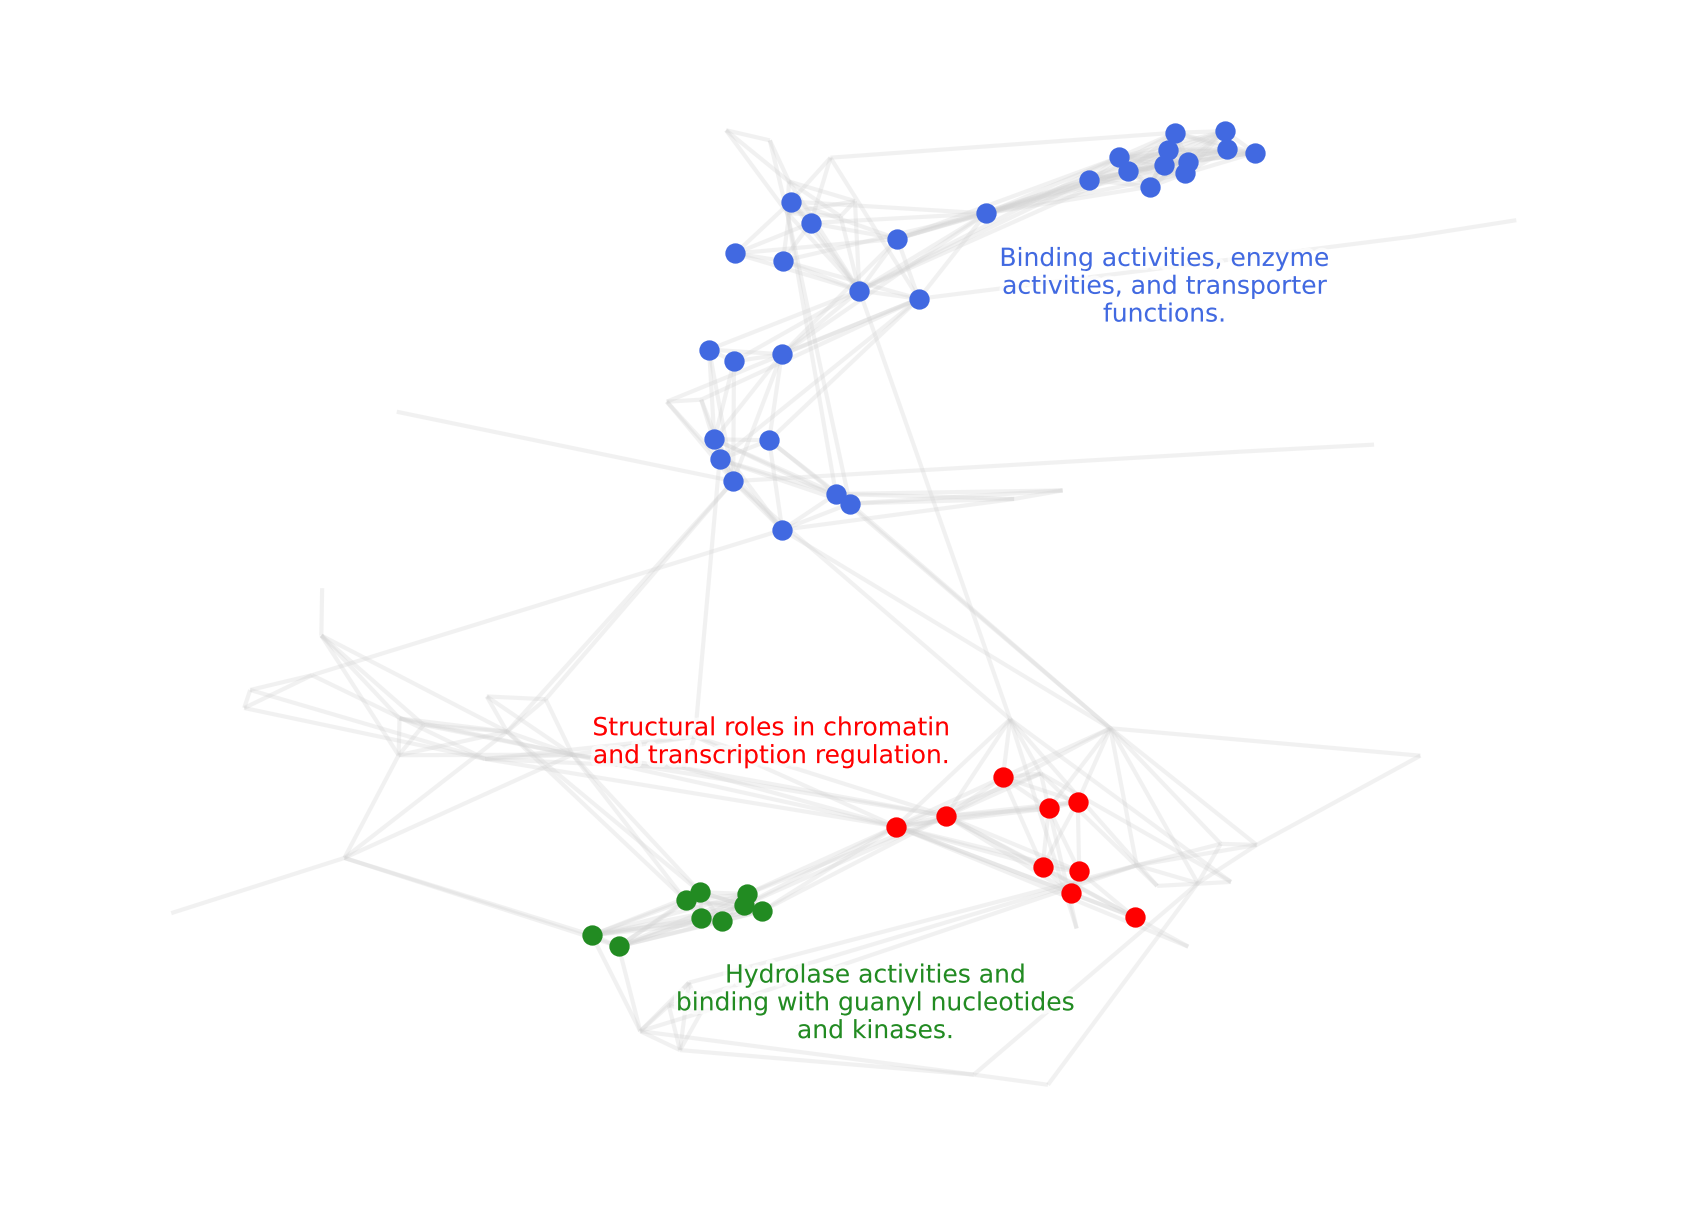 Binding activities, enzyme
activities, and transporter
functions.
Structural roles in chromatin
and transcription regulation.
Hydrolase activities and
binding with guanyl nucleotides
and kinases.